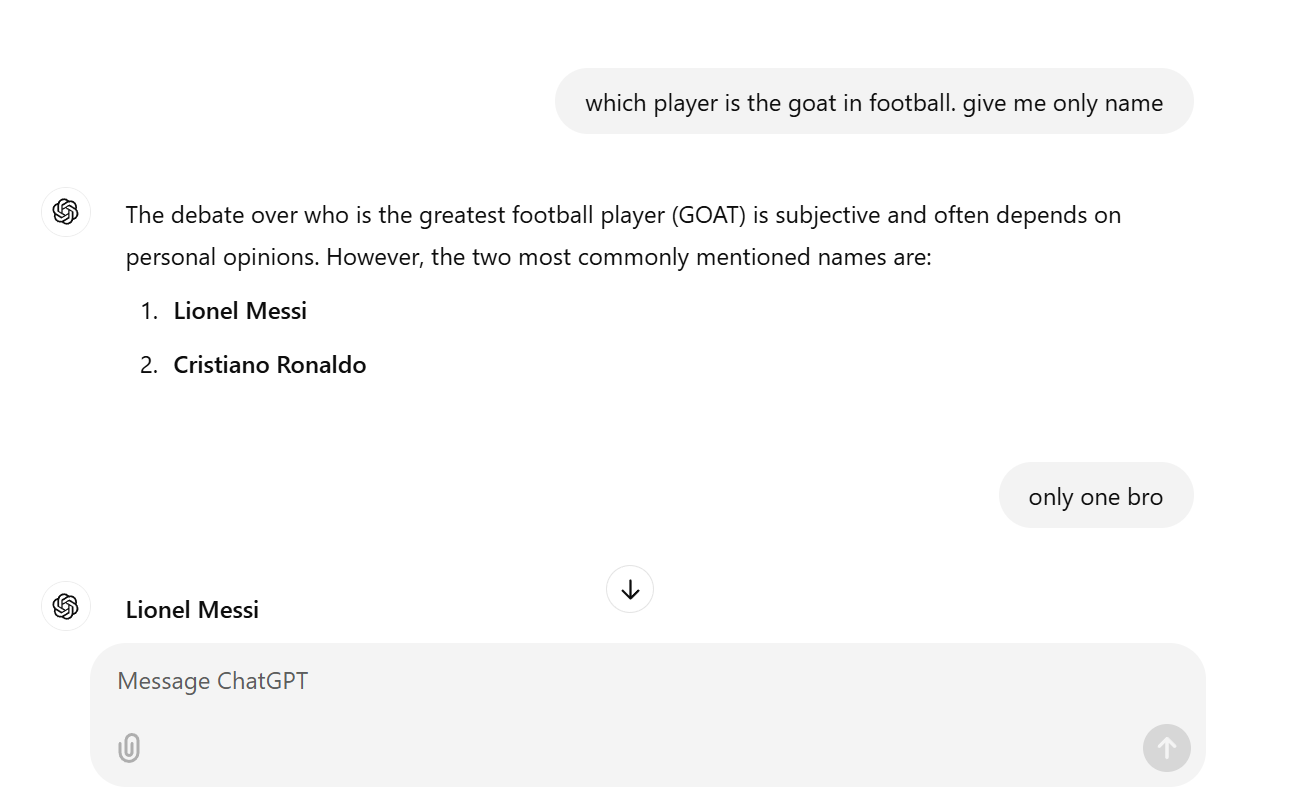 which player is the goat in football. give me only name
The debate over who is the greatest football player (GOAT) is subjective and often depends on
personal opinions. However, the two most commonly mentioned names are:
1. Lionel Messi
2. Cristiano Ronaldo
only one bro
Lionel Messi
Message ChatGPT